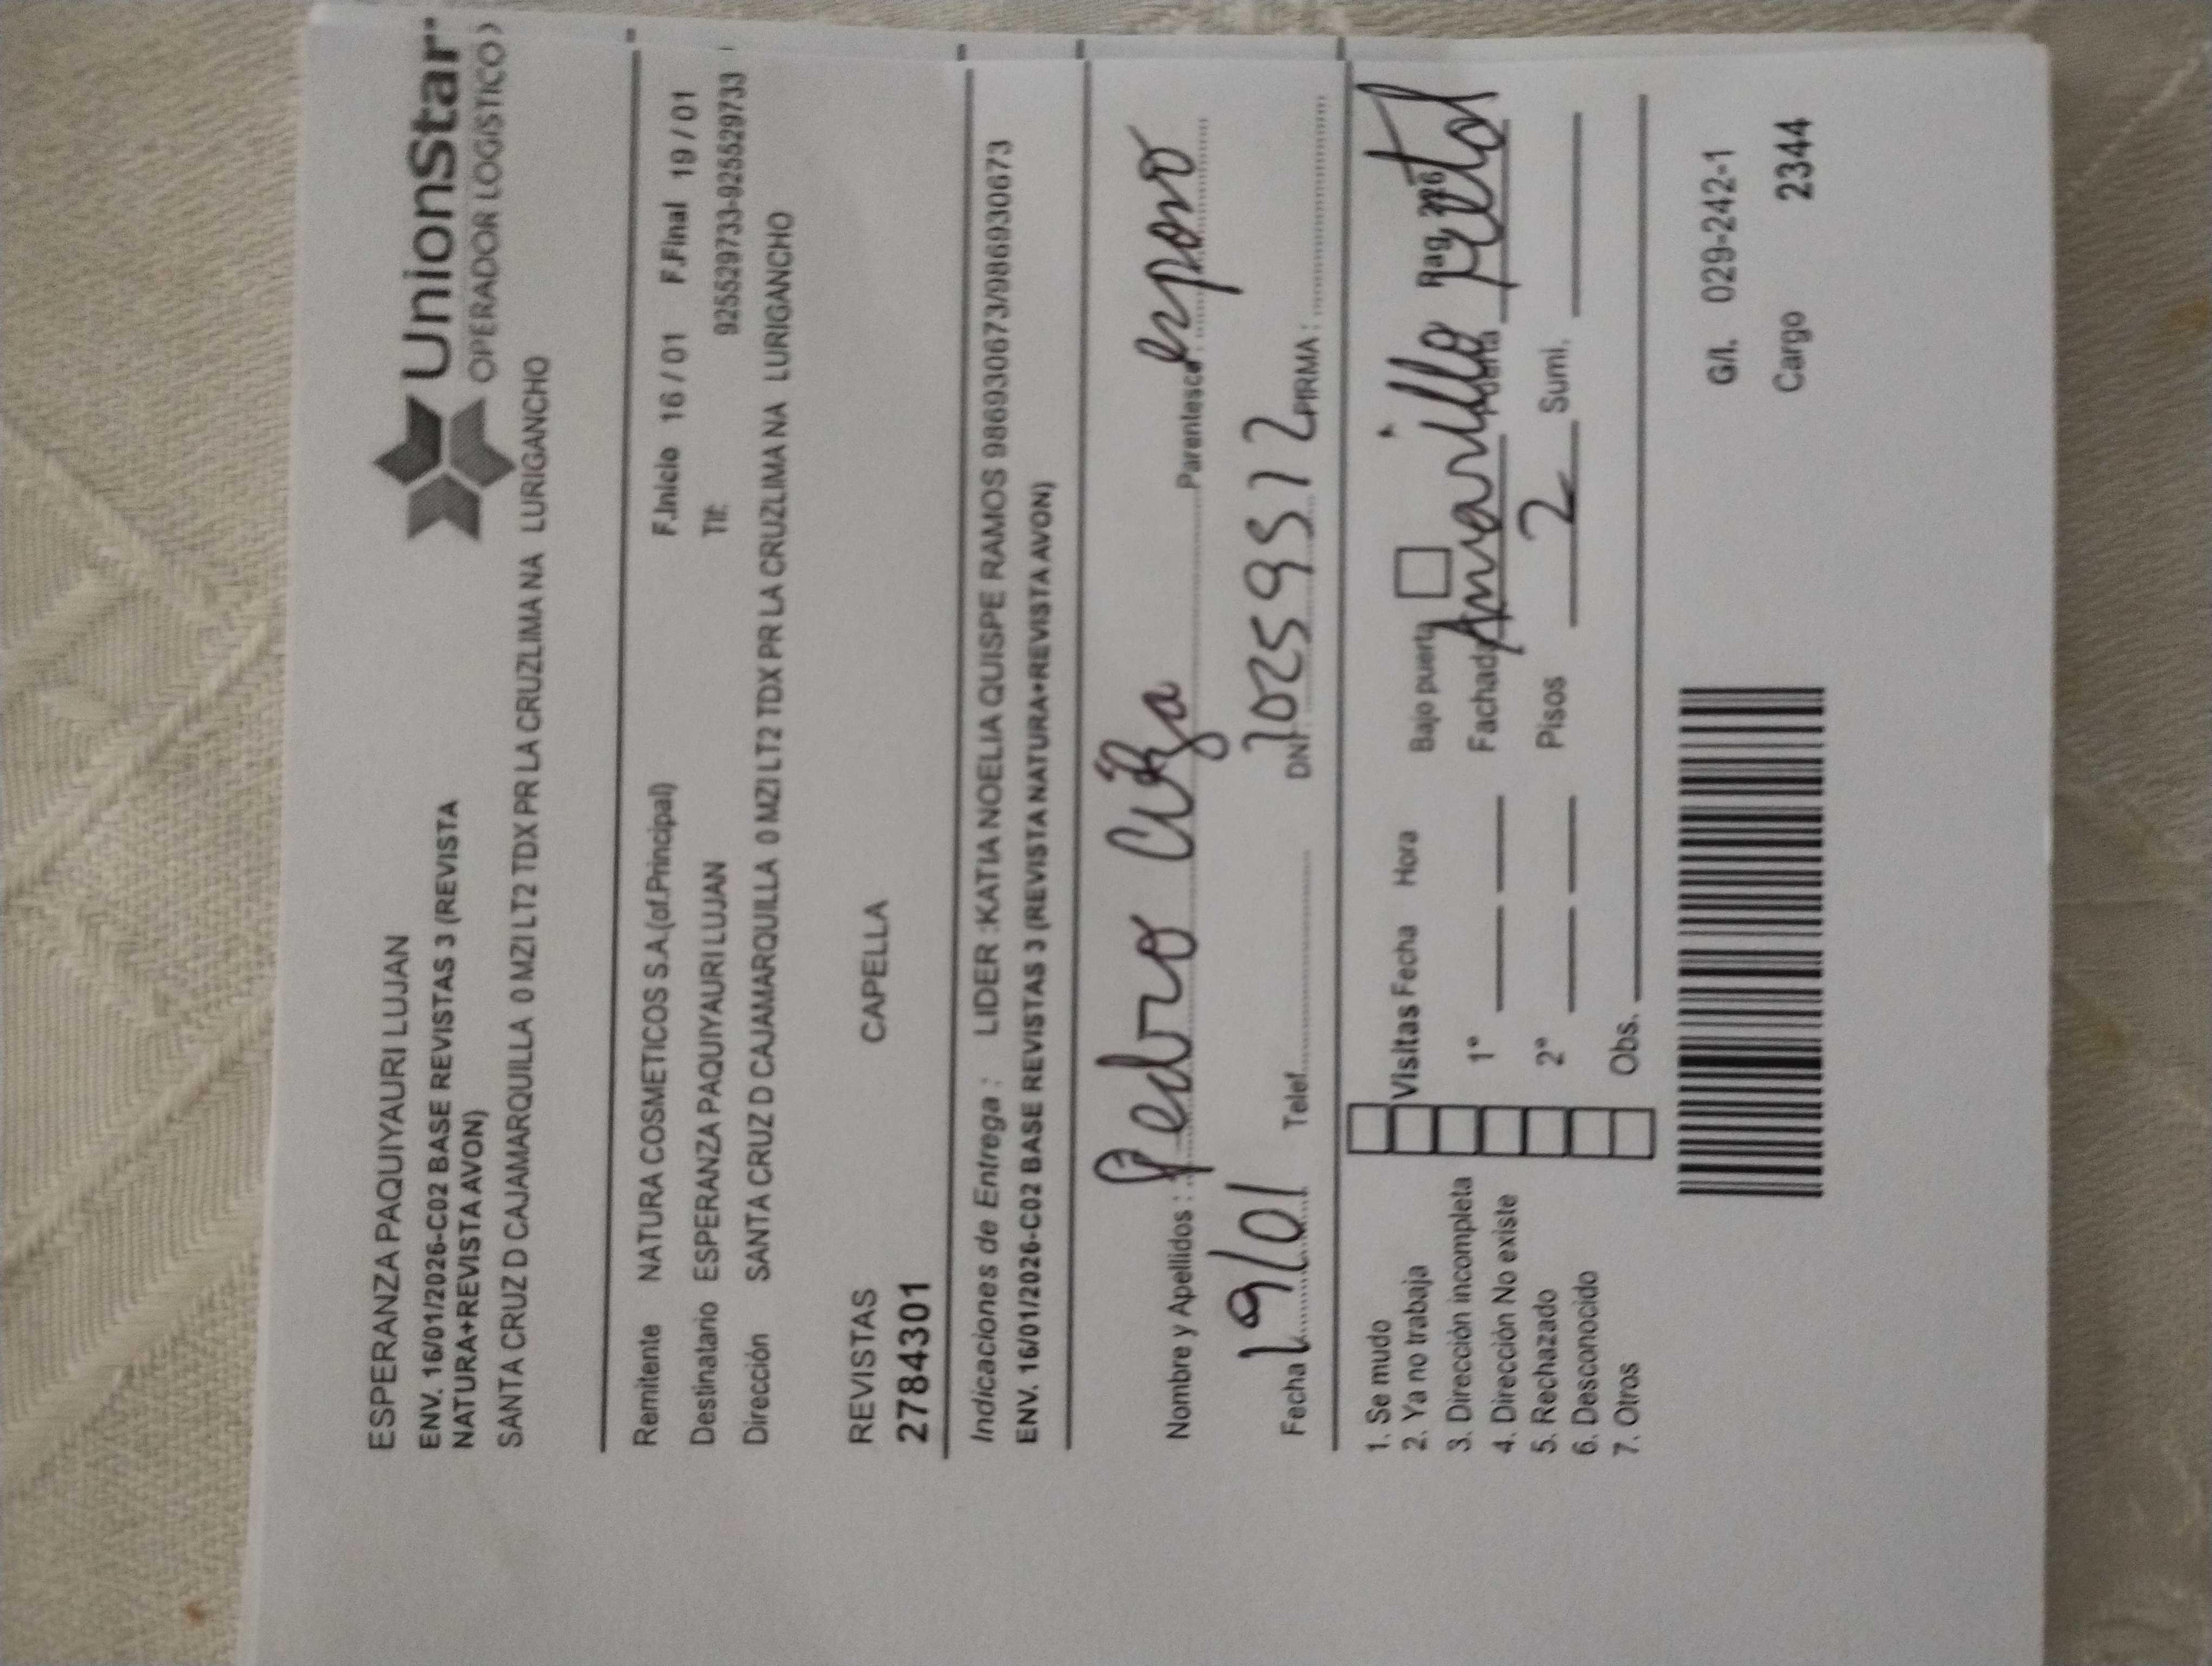 UnionStar
OPERADOR LOGÍSTICO
ESPERANZA PAQUIYAURI LUJAN
ENV. 16/01/2026-C02 BASE REVISTAS 3 (REVISTA
NATURA+REVISTA AVON)
SANTA CRUZ D CAJAMARQUILLA 0 MZI LT2 TDX PR LA CRUZLIMA NA LURIGANCHO
Remitente NATURA COSMETICOS S.A.(of.Principal) F.Inicio 16 / 01 F.Final 19 / 01
Destinatario ESPERANZA PAQUIYAURI LUJAN Tlf: 925529733-925529733
Dirección SANTA CRUZ D CAJAMARQUILLA 0 MZI LT2 TDX PR LA CRUZLIMA NA LURIGANCHO
REVISTAS CAPELLA
2784301
Indicaciones de Entrega : LIDER :KATIA NOELIA QUISPE RAMOS 986930673/986930673
ENV. 16/01/2026-C02 BASE REVISTAS 3 (REVISTA NATURA+REVISTA AVON)
Nombre y Apellidos : Pedro Parentesco: esposo
Fecha 19/01 Telef. DNI: 70259512 FIRMA :
1. Se mudo
2. Ya no trabaja
3. Dirección incompleta
4. Dirección No existe
5. Rechazado
6. Desconocido
7. Otros
Visitas Fecha Hora Bajo puerta
1° Fachada Amarillo
2° Pisos 2 Sumi.
Obs.
G/I. 029-242-1
Cargo 2344